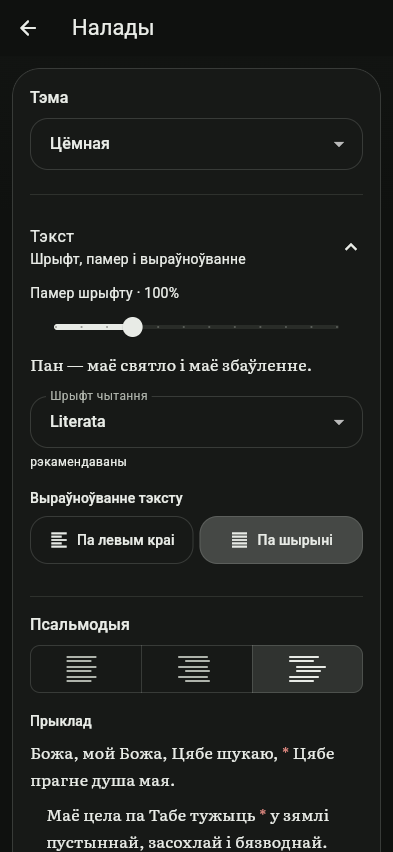 Налады
Тэма
Цёмная
Тэкст
Шрыфт, памер і выраўноўванне
Памер шрыфту · 100%
Пан — маё святло і маё збаўленне.
Шрыфт чытання
Literata
рэкамендаваны
Выраўноўванне тэксту
Па левым краі
Па шырыні
Псальмодыя
Прыклад
Божа, мой Божа, Цябе шукаю, * Цябе
прагне душа мая.
Маё цела па Табе тужыць * у зямлі
пустыннай, засохлай і бязводнай.